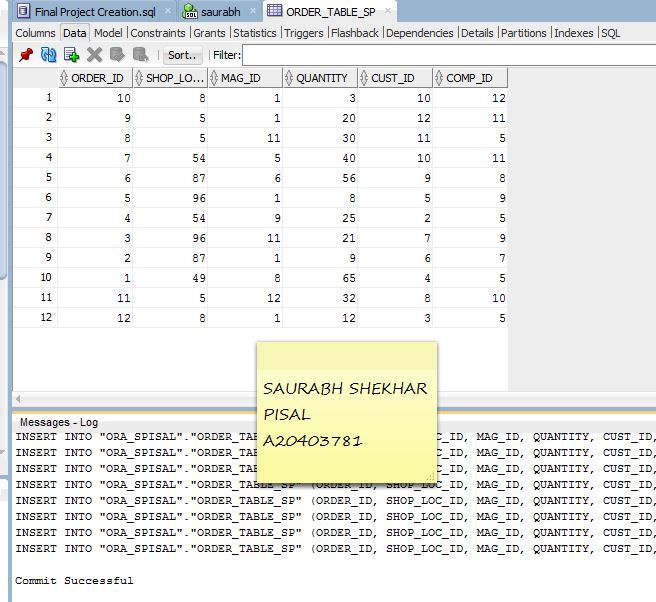 Final Project Creation.sql saurabh ORDER_TABLE_SP
Columns Data Model Constraints Grants Statistics Triggers Flashback Dependencies Details Partitions Indexes SQL
Sort.. Filter:
ORDER_ID SHOP_LO... MAG_ID QUANTITY CUST_ID COMP_ID
1 10 8 1 3 10 12
2 9 5 1 20 12 11
3 8 5 11 30 11 5
4 7 54 5 40 10 11
5 6 87 6 56 9 8
6 5 96 1 8 5 9
7 4 54 9 25 2 5
8 3 96 11 21 7 9
9 2 87 1 9 6 7
10 1 49 8 65 4 5
11 11 5 12 32 8 10
12 12 8 1 12 3 5
SAURABH SHEKHAR
PISAL
A20403781
Messages - Log
INSERT INTO "ORA_SPISAL"."ORDER_TAB OC_ID, MAG_ID, QUANTITY, CUST_ID,
INSERT INTO "ORA_SPISAL"."ORDER_TAB OC_ID, MAG_ID, QUANTITY, CUST_ID,
INSERT INTO "ORA_SPISAL"."ORDER_TAB OC_ID, MAG_ID, QUANTITY, CUST_ID,
INSERT INTO "ORA_SPISAL"."ORDER_TABLE_SP" (ORDER_ID, SHOP_LOC_ID, MAG_ID, QUANTITY, CUST_ID,
INSERT INTO "ORA_SPISAL"."ORDER_TABLE_SP" (ORDER_ID, SHOP_LOC_ID, MAG_ID, QUANTITY, CUST_ID,
INSERT INTO "ORA_SPISAL"."ORDER_TABLE_SP" (ORDER_ID, SHOP_LOC_ID, MAG_ID, QUANTITY, CUST_ID,
INSERT INTO "ORA_SPISAL"."ORDER_TABLE_SP" (ORDER_ID, SHOP_LOC_ID, MAG_ID, QUANTITY, CUST_ID,
INSERT INTO "ORA_SPISAL"."ORDER_TABLE_SP" (ORDER_ID, SHOP_LOC_ID, MAG_ID, QUANTITY, CUST_ID,
Commit Successful